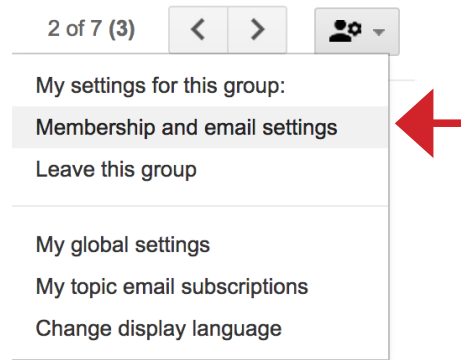 2 of 7 (3)
My settings for this group:
Membership and email settings
Leave this group
My global settings
My topic email subscriptions
Change display language